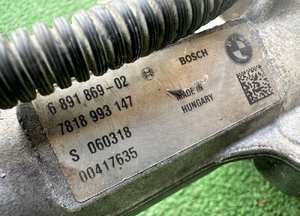 6 891 869-02
BOSCH
7818 993 147
MADE IN
HUNGARY
S 060318
00417635